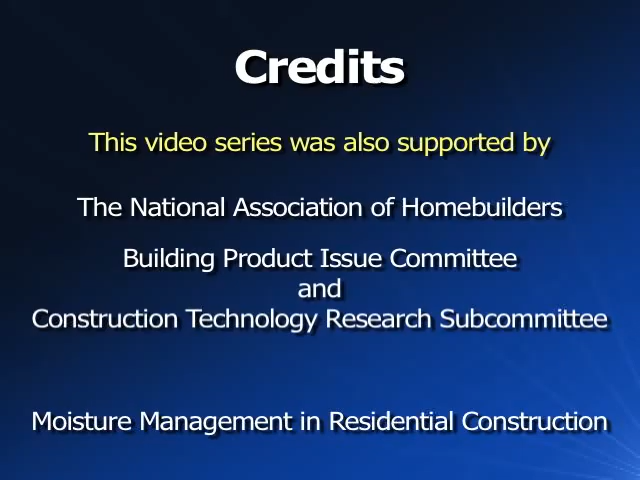 Credits
This video series was also supported by
The National Association of Homebuilders
Building Product Issue Committee
and
Construction Technology Research Subcommittee
Moisture Management in Residential Construction